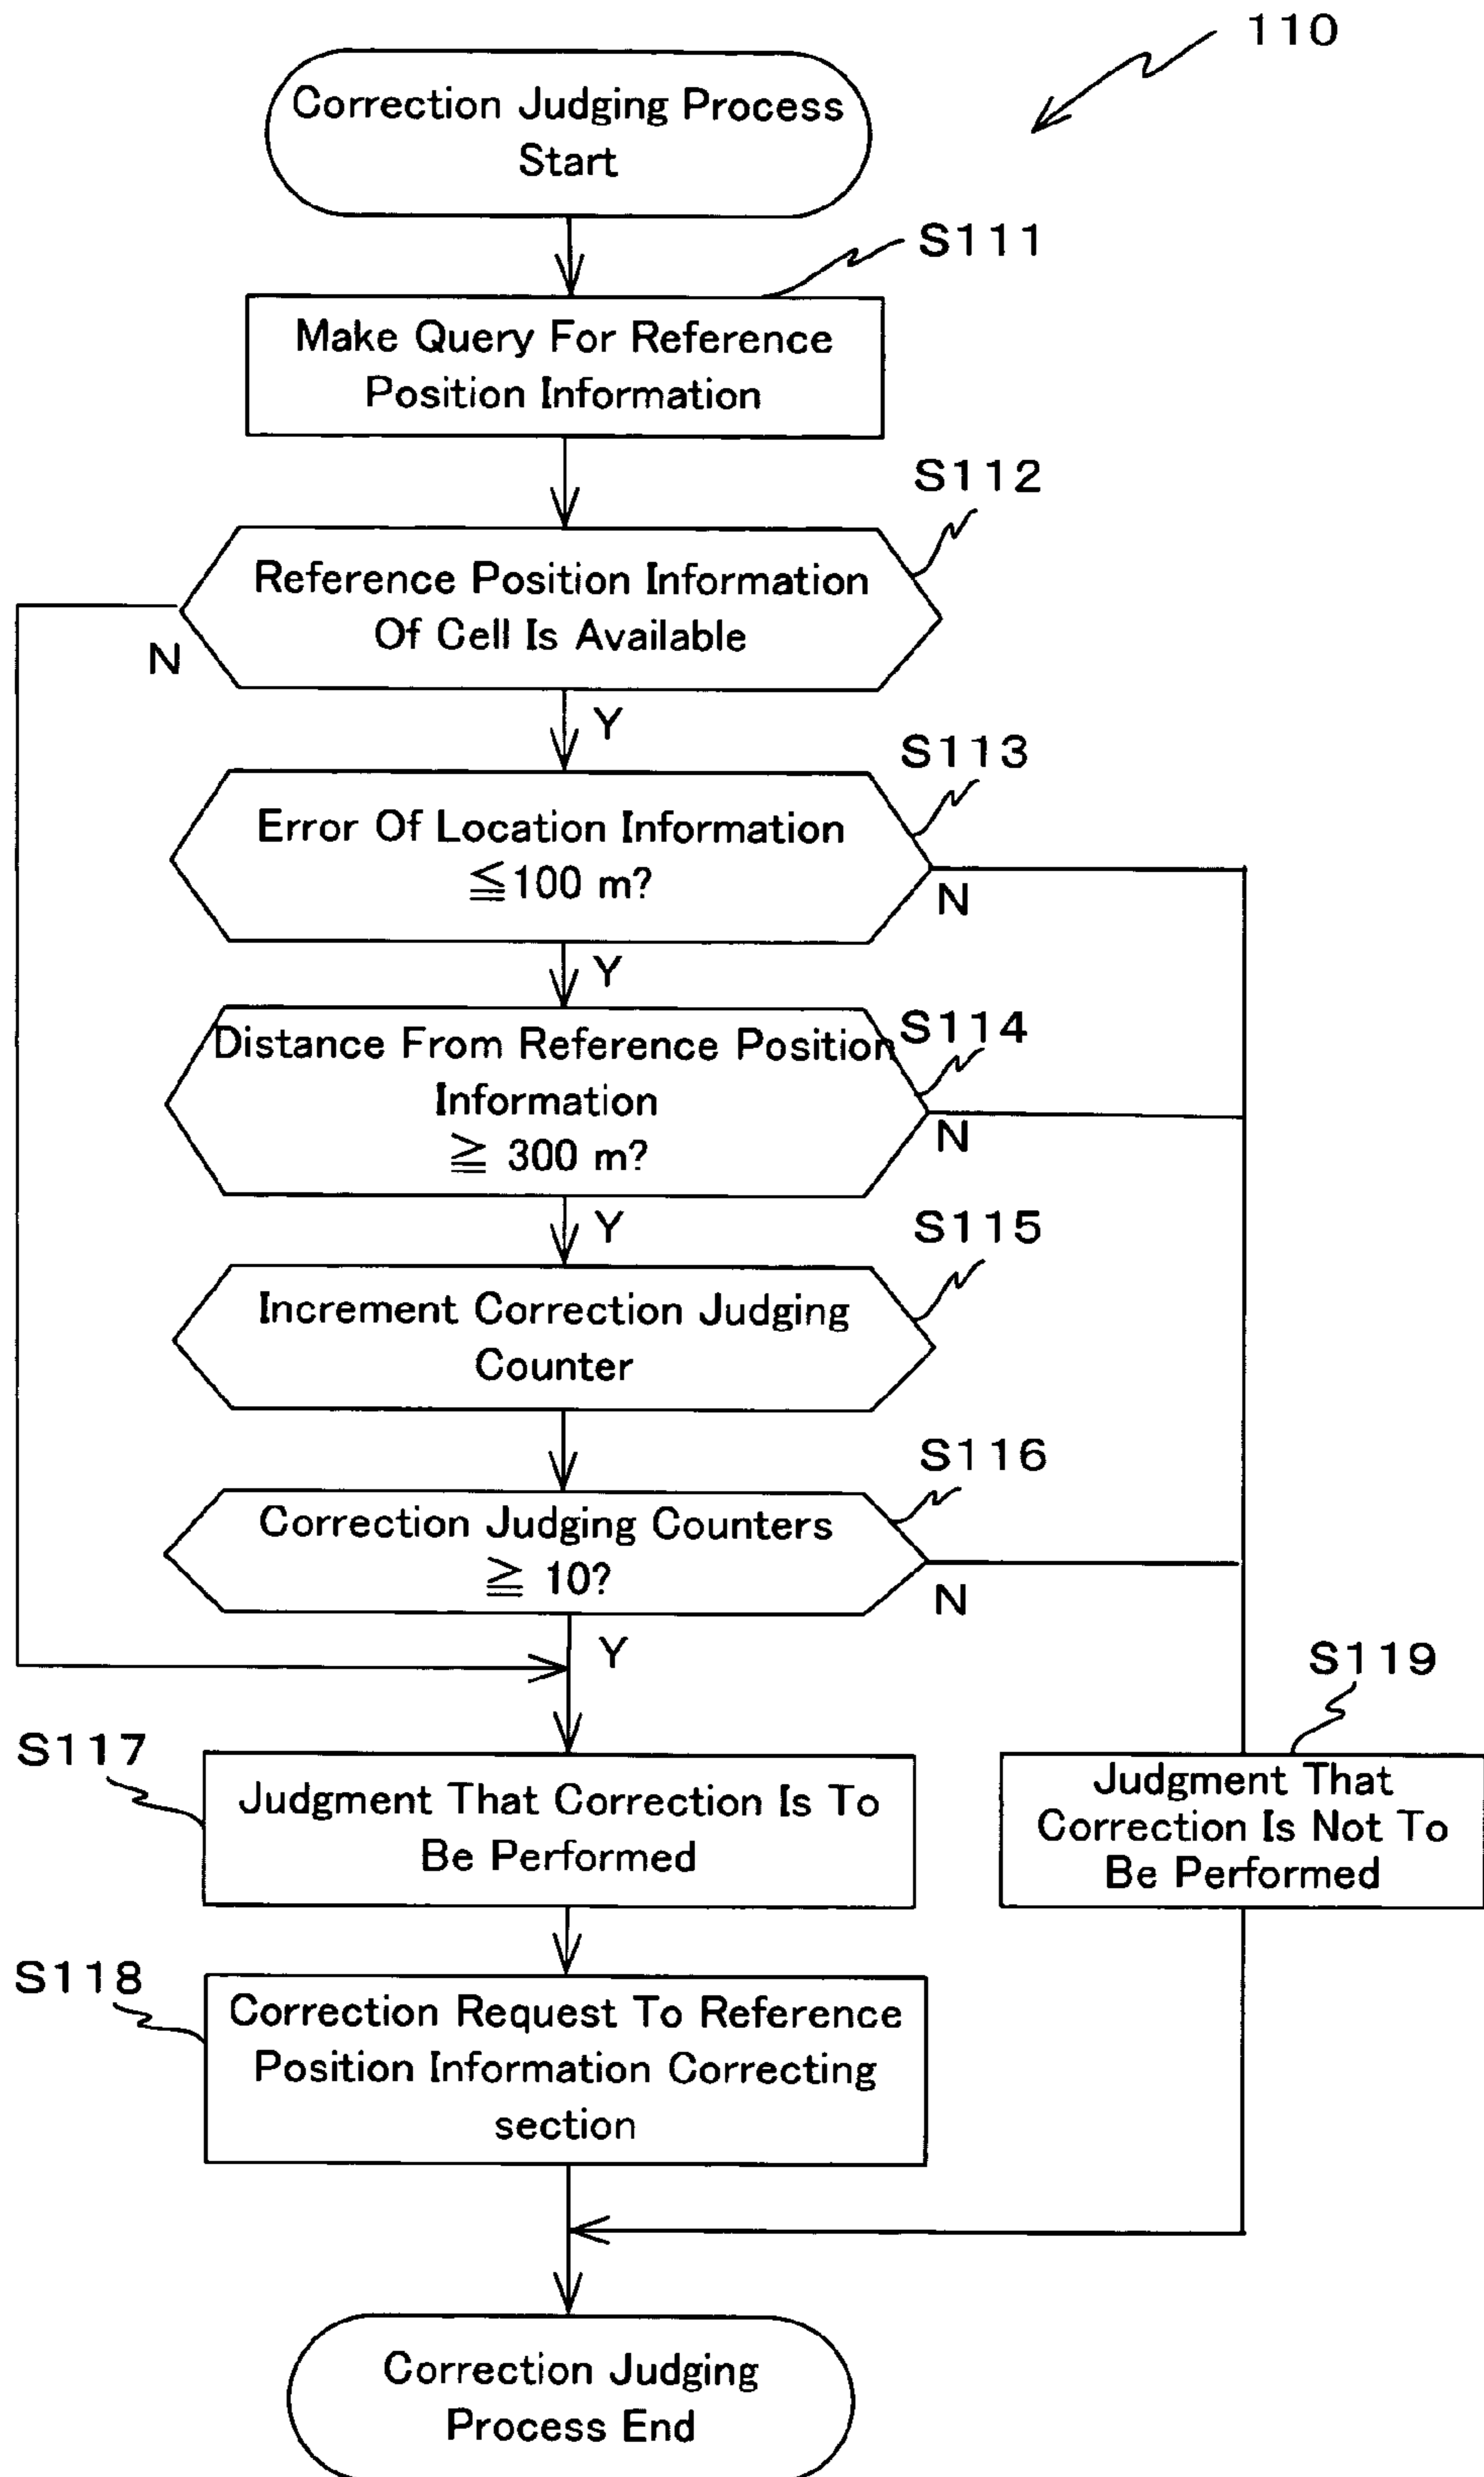 110
Correction Judging Process
Start
S111
Make Query For Reference
Position Information
S112
Reference Position Information
Of Cell Is Available
N
Y
S113
Error Of Location Information
≦100 m?
N
Y
S114
Distance From Reference Position
Information
≧ 300 m?
N
Y
S115
Increment Correction Judging
Counter
S116
Correction Judging Counters
≧ 10?
N
Y
S117
Judgment That Correction Is To
Be Performed
S119
Judgment That
Correction Is Not To
Be Performed
S118
Correction Request To Reference
Position Information Correcting
section
Correction Judging
Process End